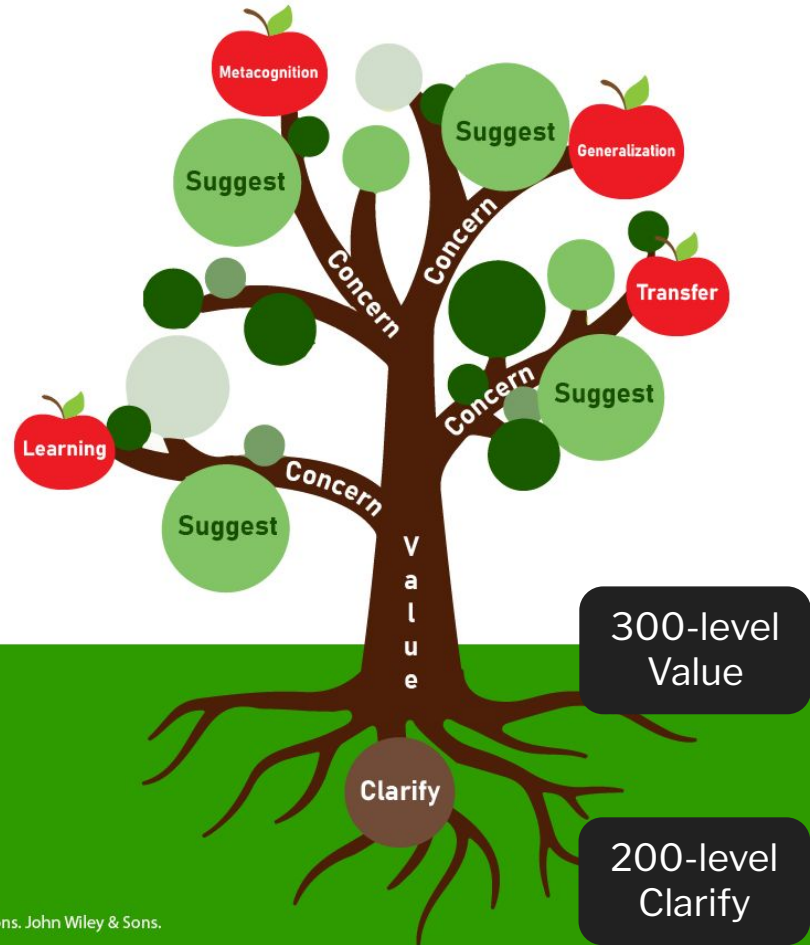 Metacognition
Suggest
Generalization
Suggest
Concern
Concern
Transfer
Concern
Suggest
Learning
Concern
Suggest
Value
300-level
Value
Clarify
200-level
Clarify
John Wiley & Sons.